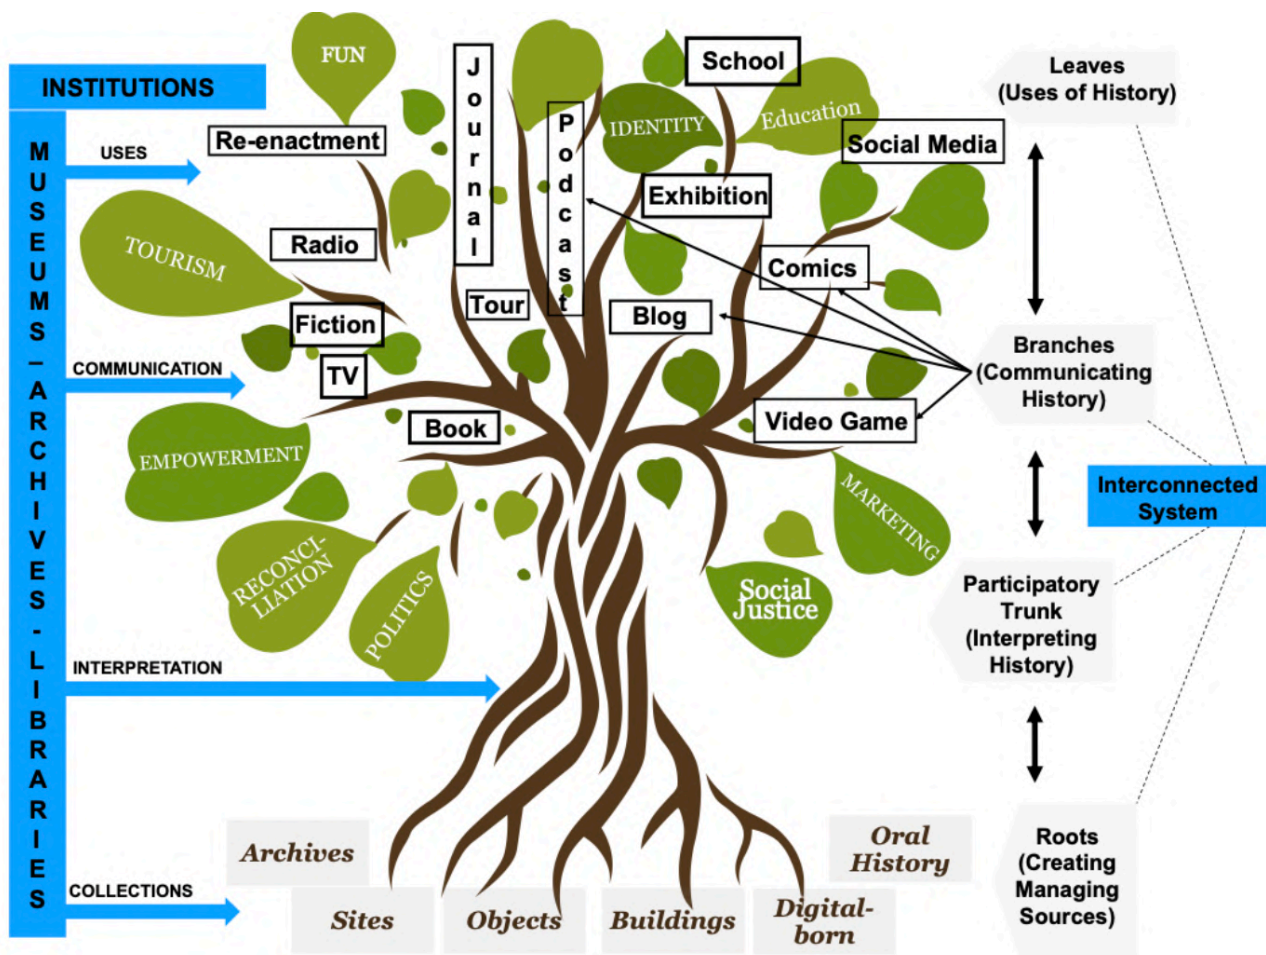 INSTITUTIONS
MUSEUMS – ARCHIVES - LIBRARIES
USES
COMMUNICATION
INTERPRETATION
COLLECTIONS
FUN
Re-enactment
TOURISM
Radio
Fiction
TV
Book
Journal
Tour
Podcast
IDENTITY
School
Education
Social Media
Exhibition
Comics
Blog
Video Game
EMPOWERMENT
RECONCI-
LIATION
POLITICS
MARKETING
Social
Justice
Archives
Sites
Objects
Buildings
Digital-
born
Oral
History
Leaves
(Uses of History)
Branches
(Communicating
History)
Interconnected
System
Participatory
Trunk
(Interpreting
History)
Roots
(Creating
Managing
Sources)